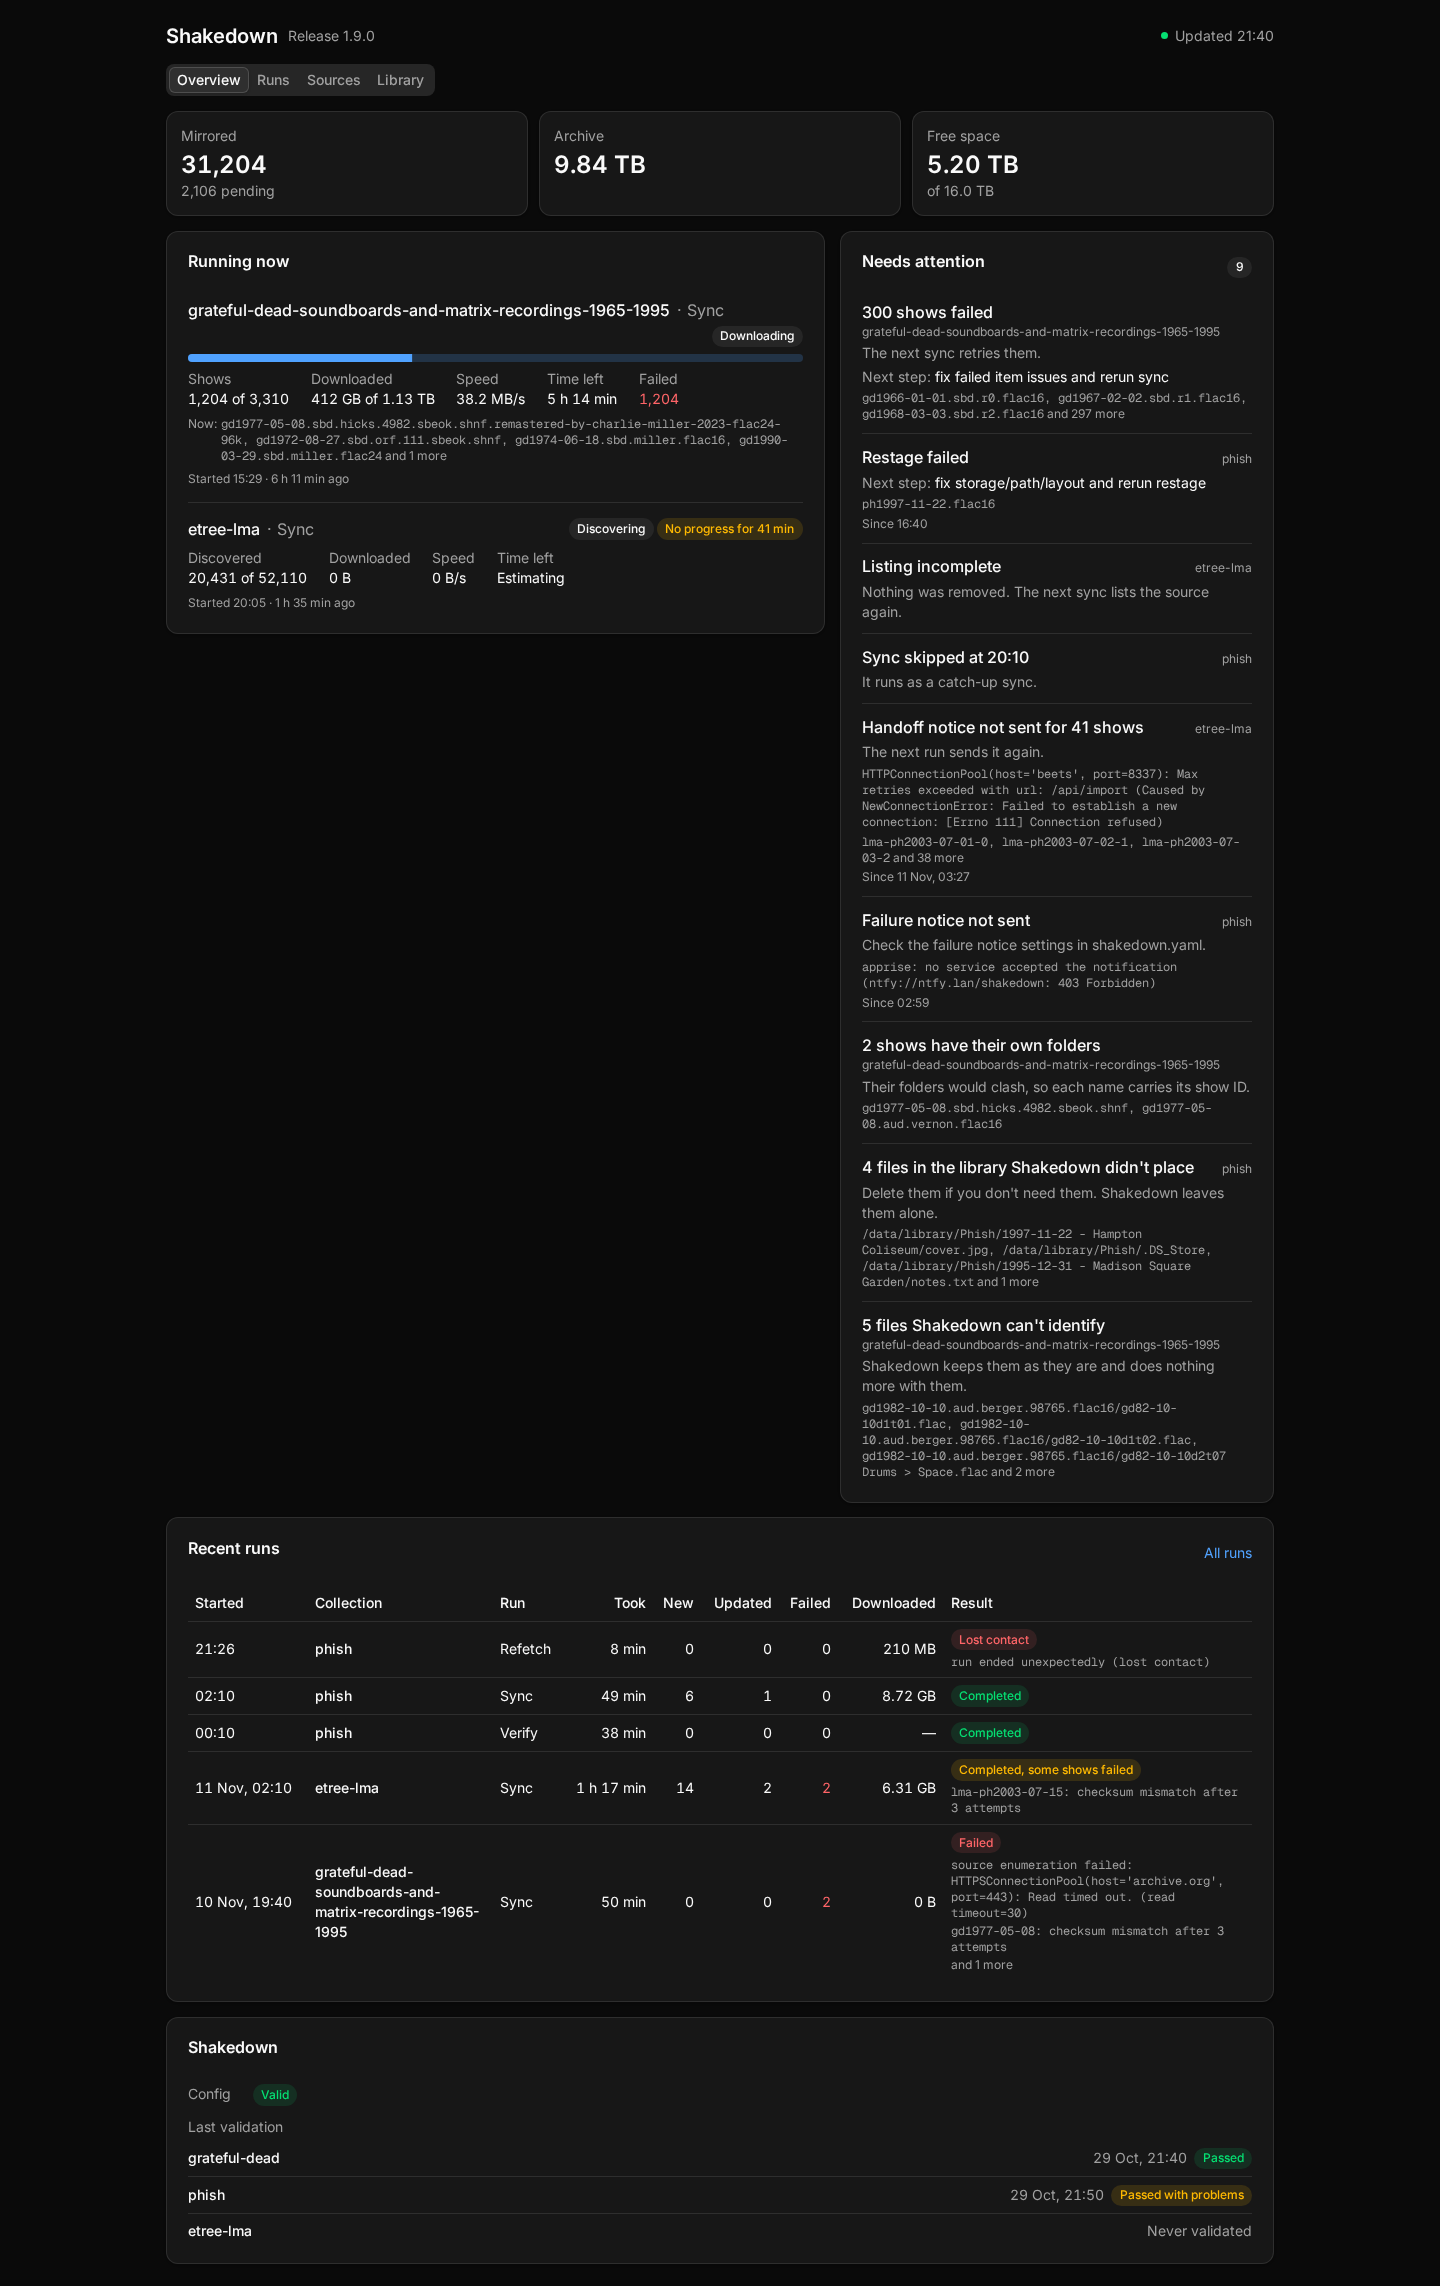 Shakedown Release 1.9.0
Updated 21:40
Overview Runs Sources Library
Mirrored
31,204
2,106 pending
Archive
9.84 TB
Free space
5.20 TB
of 16.0 TB
Running now
grateful-dead-soundboards-and-matrix-recordings-1965-1995 · Sync
Downloading
Shows Downloaded Speed Time left Failed
1,204 of 3,310 412 GB of 1.13 TB 38.2 MB/s 5 h 14 min 1,204
Now: gd1977-05-08.sbd.hicks.4982.sbeok.shnf.remastered-by-charlie-miller-2023-flac24-
96k, gd1972-08-27.sbd.orf.111.sbeok.shnf, gd1974-06-18.sbd.miller.flac16, gd1990-
03-29.sbd.miller.flac24 and 1 more
Started 15:29 · 6 h 11 min ago
etree-lma · Sync
Discovering No progress for 41 min
Discovered Downloaded Speed Time left
20,431 of 52,110 0 B 0 B/s Estimating
Started 20:05 · 1 h 35 min ago
Needs attention
9
300 shows failed
grateful-dead-soundboards-and-matrix-recordings-1965-1995
The next sync retries them.
Next step: fix failed item issues and rerun sync
gd1966-01-01.sbd.r0.flac16, gd1967-02-02.sbd.r1.flac16,
gd1968-03-03.sbd.r2.flac16 and 297 more
Restage failed phish
Next step: fix storage/path/layout and rerun restage
ph1997-11-22.flac16
Since 16:40
Listing incomplete etree-lma
Nothing was removed. The next sync lists the source
again.
Sync skipped at 20:10 phish
It runs as a catch-up sync.
Handoff notice not sent for 41 shows etree-lma
The next run sends it again.
HTTPConnectionPool(host='beets', port=8337): Max
retries exceeded with url: /api/import (Caused by
NewConnectionError: Failed to establish a new
connection: [Errno 111] Connection refused)
lma-ph2003-07-01-0, lma-ph2003-07-02-1, lma-ph2003-07-
03-2 and 38 more
Since 11 Nov, 03:27
Failure notice not sent phish
Check the failure notice settings in shakedown.yaml.
apprise: no service accepted the notification
(ntfy://ntfy.lan/shakedown: 403 Forbidden)
Since 02:59
2 shows have their own folders
grateful-dead-soundboards-and-matrix-recordings-1965-1995
Their folders would clash, so each name carries its show ID.
gd1977-05-08.sbd.hicks.4982.sbeok.shnf, gd1977-05-
08.aud.vernon.flac16
4 files in the library Shakedown didn't place phish
Delete them if you don't need them. Shakedown leaves
them alone.
/data/library/Phish/1997-11-22 - Hampton
Coliseum/cover.jpg, /data/library/Phish/.DS_Store,
/data/library/Phish/1995-12-31 - Madison Square
Garden/notes.txt and 1 more
5 files Shakedown can't identify
grateful-dead-soundboards-and-matrix-recordings-1965-1995
Shakedown keeps them as they are and does nothing
more with them.
gd1982-10-10.aud.berger.98765.flac16/gd82-10-
10d1t01.flac, gd1982-10-
10.aud.berger.98765.flac16/gd82-10-10d1t02.flac,
gd1982-10-10.aud.berger.98765.flac16/gd82-10-10d2t07
Drums > Space.flac and 2 more
Recent runs
All runs
Started Collection Run Took New Updated Failed Downloaded Result
21:26 phish Refetch 8 min 0 0 0 210 MB Lost contact
run ended unexpectedly (lost contact)
02:10 phish Sync 49 min 6 1 0 8.72 GB Completed
00:10 phish Verify 38 min 0 0 0 — Completed
11 Nov, 02:10 etree-lma Sync 1 h 17 min 14 2 2 6.31 GB Completed, some shows failed
lma-ph2003-07-15: checksum mismatch after
3 attempts
10 Nov, 19:40 grateful-dead-
soundboards-and-
matrix-recordings-1965-
1995 Sync 50 min 0 0 2 0 B Failed
source enumeration failed:
HTTPSConnectionPool(host='archive.org',
port=443): Read timed out. (read
timeout=30)
gd1977-05-08: checksum mismatch after 3
attempts
and 1 more
Shakedown
Config Valid
Last validation
grateful-dead 29 Oct, 21:40 Passed
phish 29 Oct, 21:50 Passed with problems
etree-lma Never validated